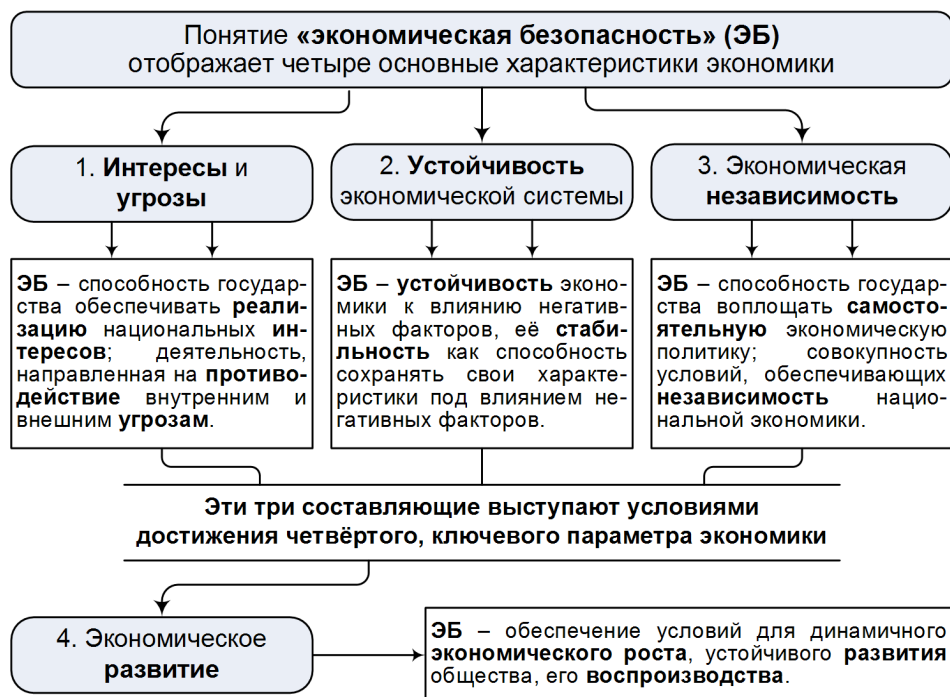 Понятие «экономическая безопасность» (ЭБ)
отображает четыре основные характеристики экономики
1. Интересы и
угрозы
2. Устойчивость
экономической системы
3. Экономическая
независимость
ЭБ – способность государ-
ства обеспечивать реали-
зацию национальных ин-
тересов; деятельность,
направленная на противо-
действие внутренним и
внешним угрозам.
ЭБ – устойчивость эконо-
мики к влиянию негатив-
ных факторов, её стаби-
льность как способность
сохранять свои характе-
ристики под влиянием не-
гативных факторов.
ЭБ – способность государ-
ства воплощать самосто-
ятельную экономическую
политику; совокупность
условий, обеспечивающих
независимость нацио-
нальной экономики.
Эти три составляющие выступают условиями
достижения четвёртого, ключевого параметра экономики
4. Экономическое
развитие
ЭБ – обеспечение условий для динамичного
экономического роста, устойчивого развития
общества, его воспроизводства.